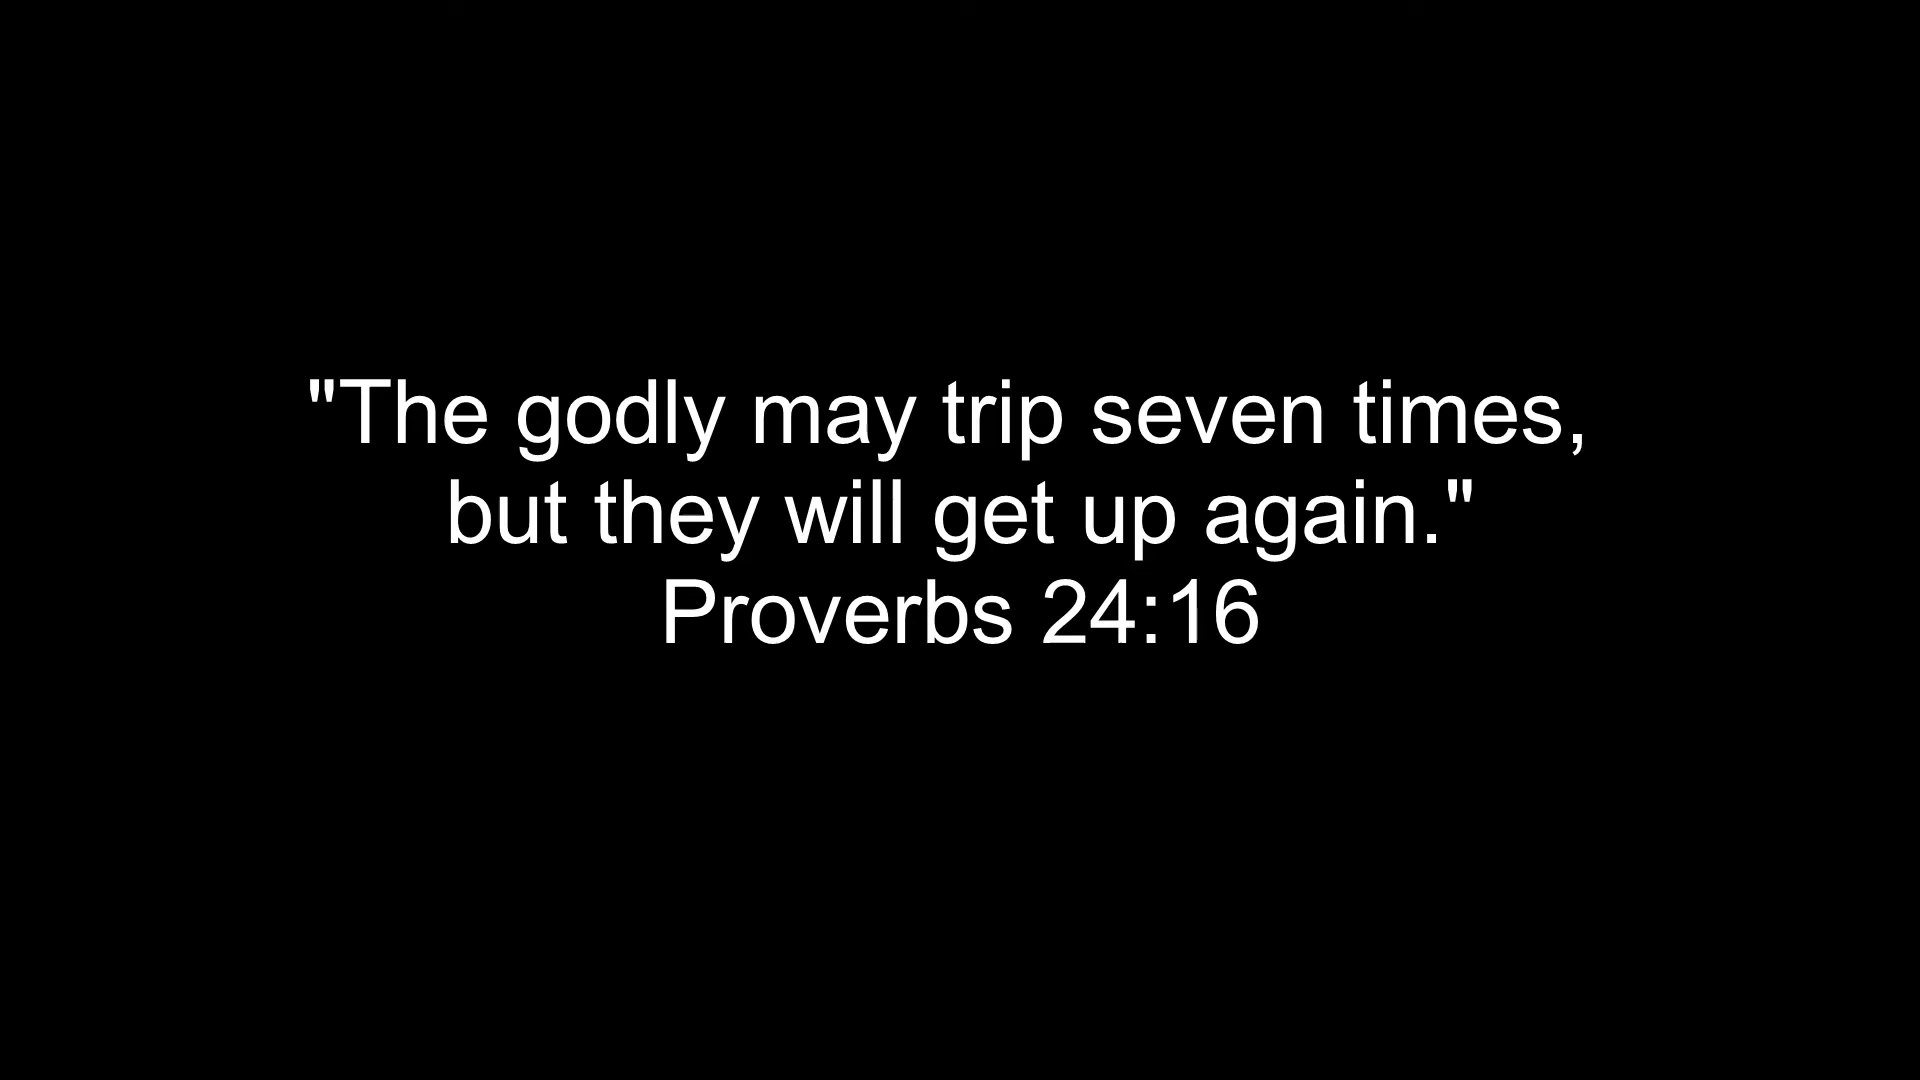 "The godly may trip seven times,
but they will get up again."
Proverbs 24:16